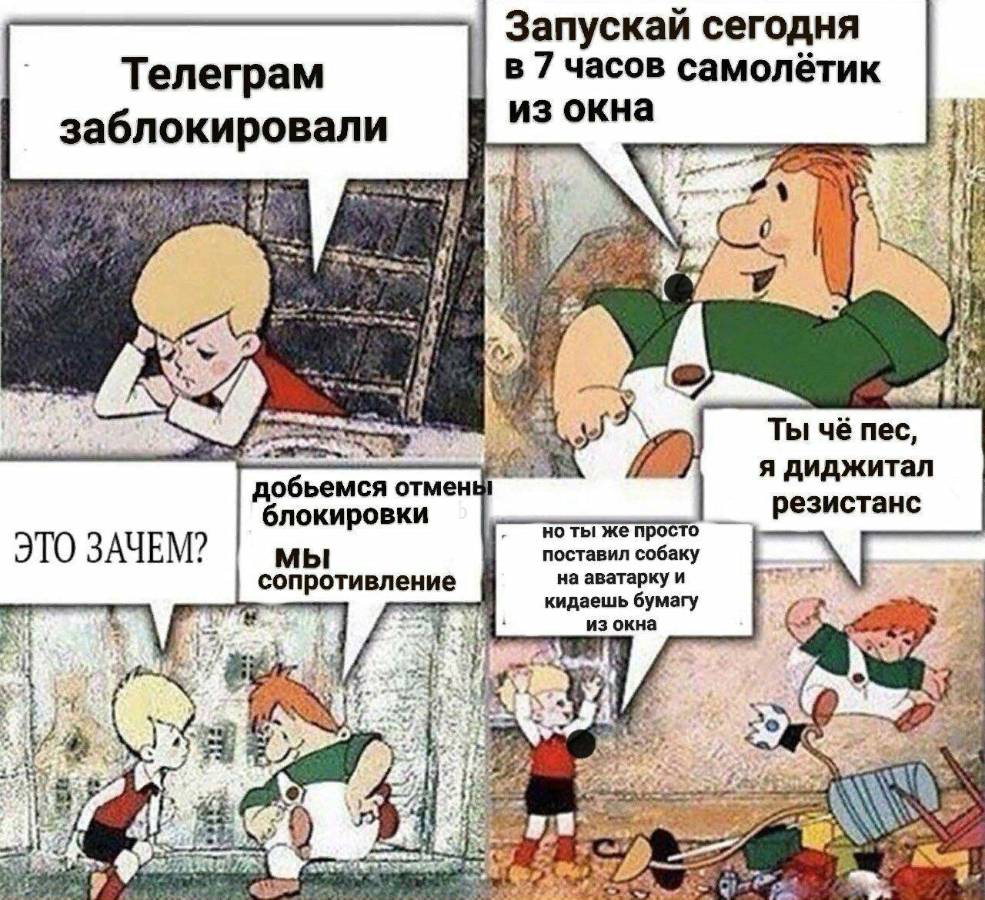 Телеграм
заблокировали
Запускай сегодня
в 7 часов самолётик
из окна
ЭТО ЗАЧЕМ?
добьемся отмены
блокировки
мы
сопротивление
но ты же просто
поставил собаку
на аватарку и
кидаешь бумагу
из окна
Ты чё пес,
я диджитал
резистанс